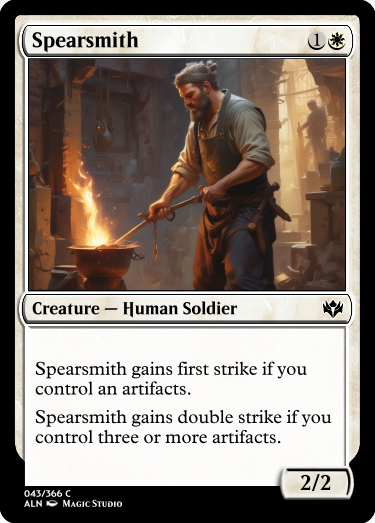 Spearsmith 1
Creature — Human Soldier
Spearsmith gains first strike if you
control an artifacts.
Spearsmith gains double strike if you
control three or more artifacts.
2/2
043/366 C
ALN Magic Studio